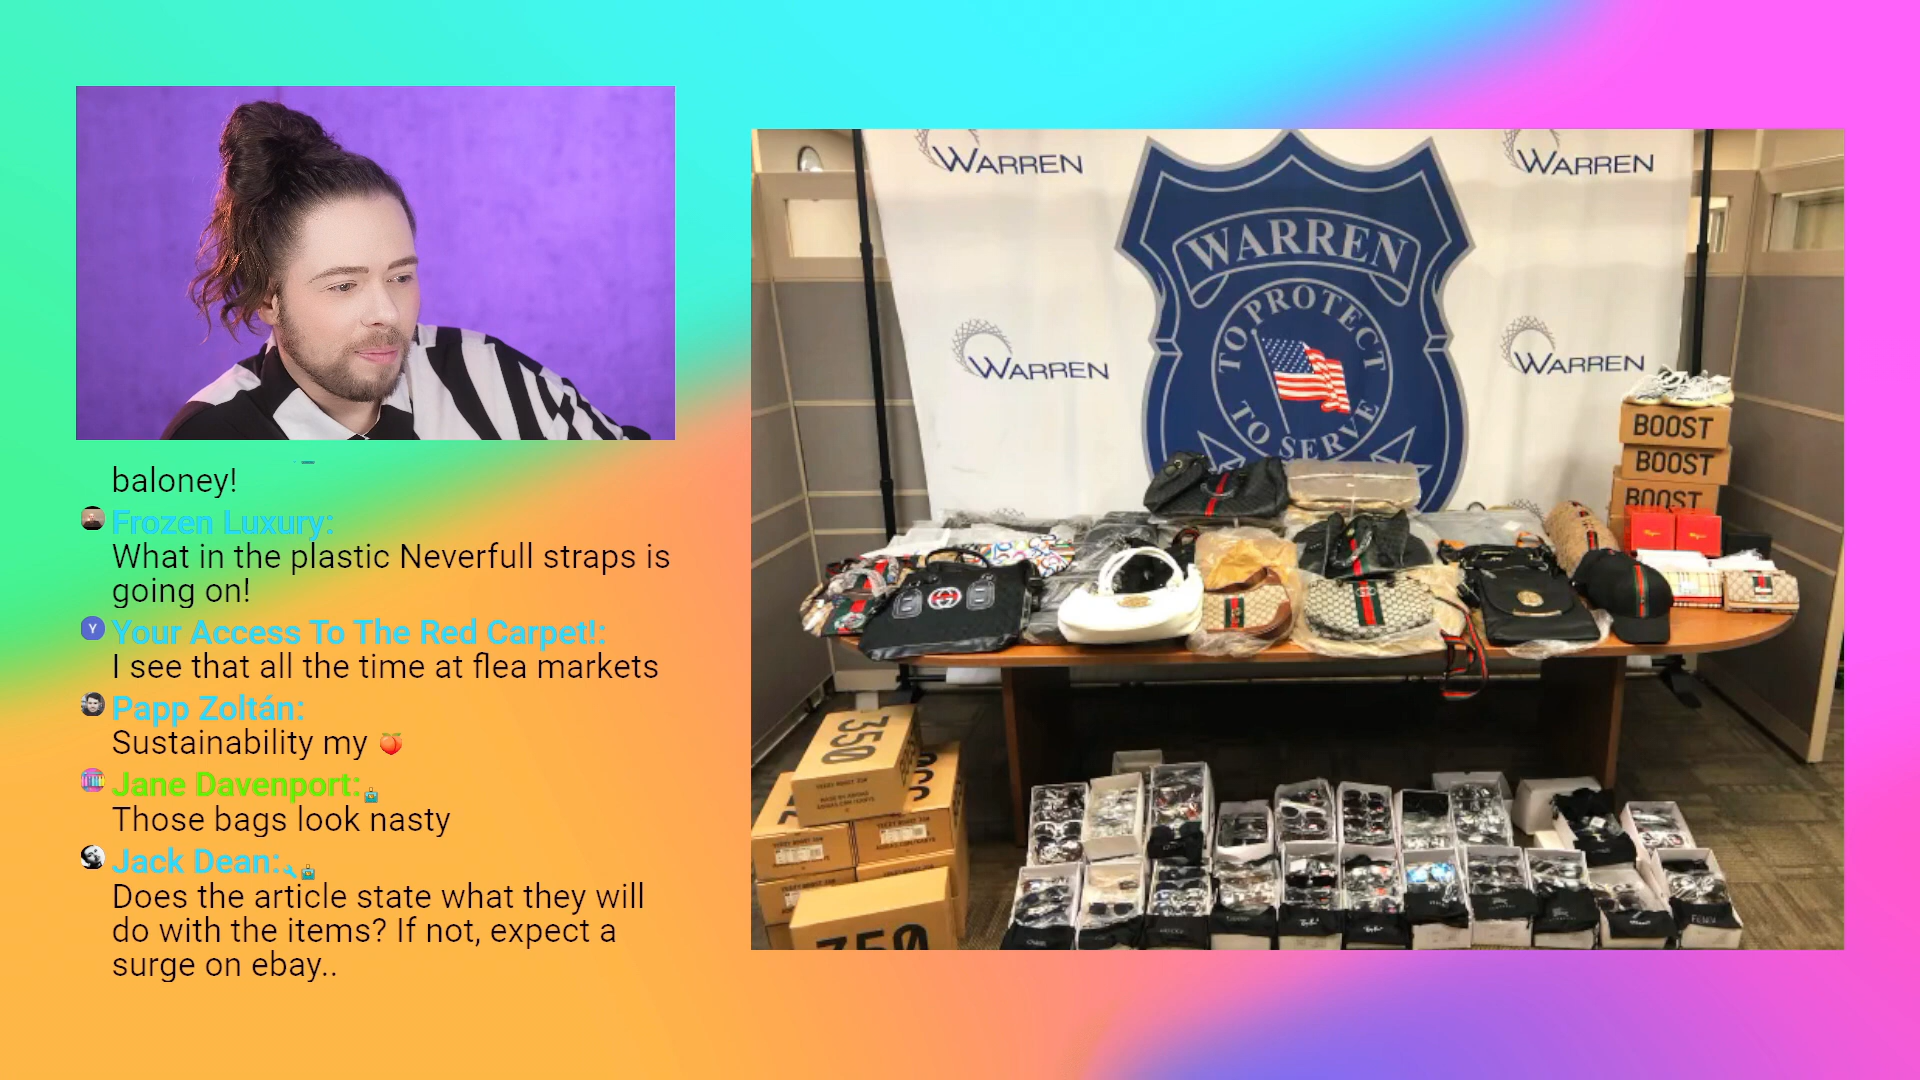 baloney!
Frozen Luxury:
What in the plastic Neverfull straps is
going on!
Y
Your Access To The Red Carpet!:
I see that all the time at flea markets
Papp Zoltán:
Sustainability my 🍑
Jane Davenport:
Those bags look nasty
Jack Dean:
Does the article state what they will
do with the items? If not, expect a
surge on ebay..
WARREN
WARREN
WARREN
TO PROTECT
TO SERVE
WARREN
WARREN
BOOST
BOOST
BOOST
350
350
FENDI